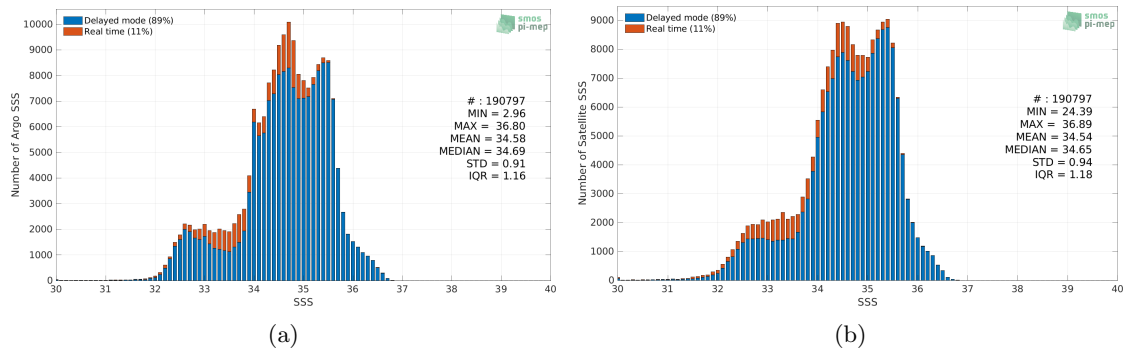 Delayed mode (89%)
Real time (11%)
smos
pi-mep
10000
9000
8000
7000
6000
5000
4000
3000
2000
1000
0
Number of Argo SSS
# : 190797
MIN = 2.96
MAX = 36.80
MEAN = 34.58
MEDIAN = 34.69
STD = 0.91
IQR = 1.16
30 31 32 33 34 35 36 37 38 39 40
SSS
(a)
Delayed mode (89%)
Real time (11%)
smos
pi-mep
9000
8000
7000
6000
5000
4000
3000
2000
1000
0
Number of Satellite SSS
# : 190797
MIN = 24.39
MAX = 36.89
MEAN = 34.54
MEDIAN = 34.65
STD = 0.94
IQR = 1.18
30 31 32 33 34 35 36 37 38 39 40
SSS
(b)